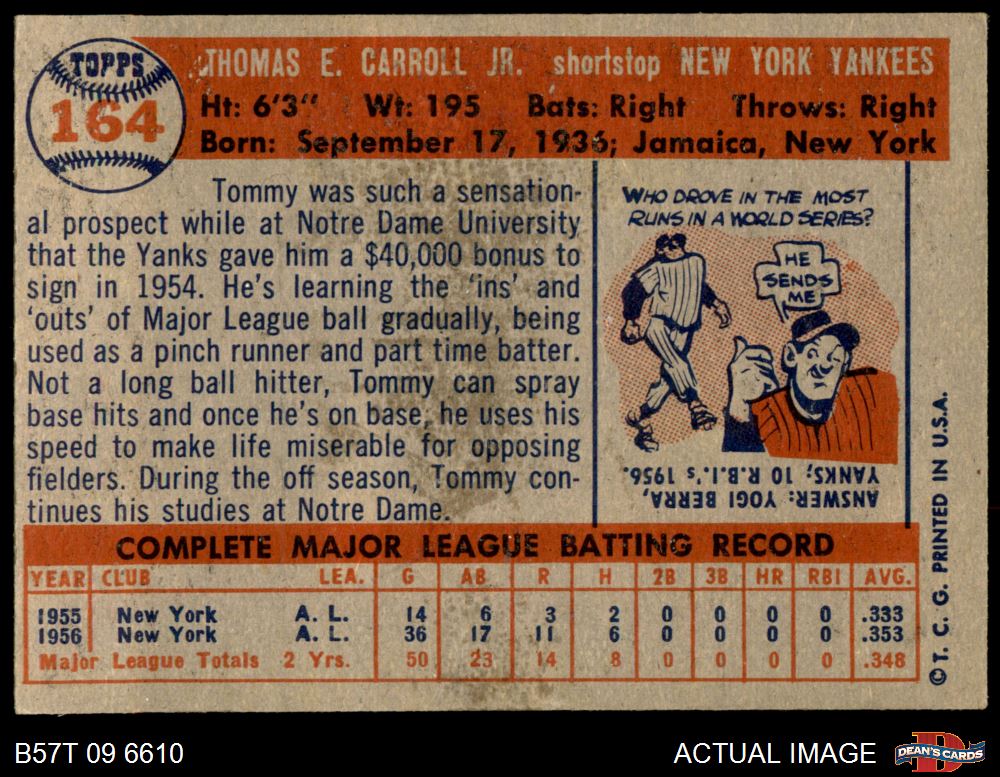 TOPPS
164
THOMAS E. CARROLL JR. shortstop NEW YORK YANKEES
Ht: 6'3" Wt: 195 Bats: Right Throws: Right
Born: September 17, 1936; Jamaica, New York
Tommy was such a sensation-
al prospect while at Notre Dame University
that the Yanks gave him a $40,000 bonus to
sign in 1954. He's learning the 'ins' and
'outs' of Major League ball gradually, being
used as a pinch runner and part time batter.
Not a long ball hitter, Tommy can spray
base hits and once he's on base, he uses his
speed to make life miserable for opposing
fielders. During the off season, Tommy con-
tinues his studies at Notre Dame.
WHO DROVE IN THE MOST
RUNS IN A WORLD SERIES?
HE
SENDS
ME
ANSWER: YOGI BERRA,
YANKS; 10 R.B.I.'s 1956.
COMPLETE MAJOR LEAGUE BATTING RECORD
YEAR CLUB LEA. G AB R H 2B 3B HR RBI AVG.
1955 New York A. L. 14 6 3 2 0 0 0 0 .333
1956 New York A. L. 36 17 11 6 0 0 0 0 .353
Major League Totals 2 Yrs. 50 23 14 8 0 0 0 0 .348
© T. C. G. PRINTED IN U.S.A.
B57T 09 6610
ACTUAL IMAGE
D
DEAN'S CARDS